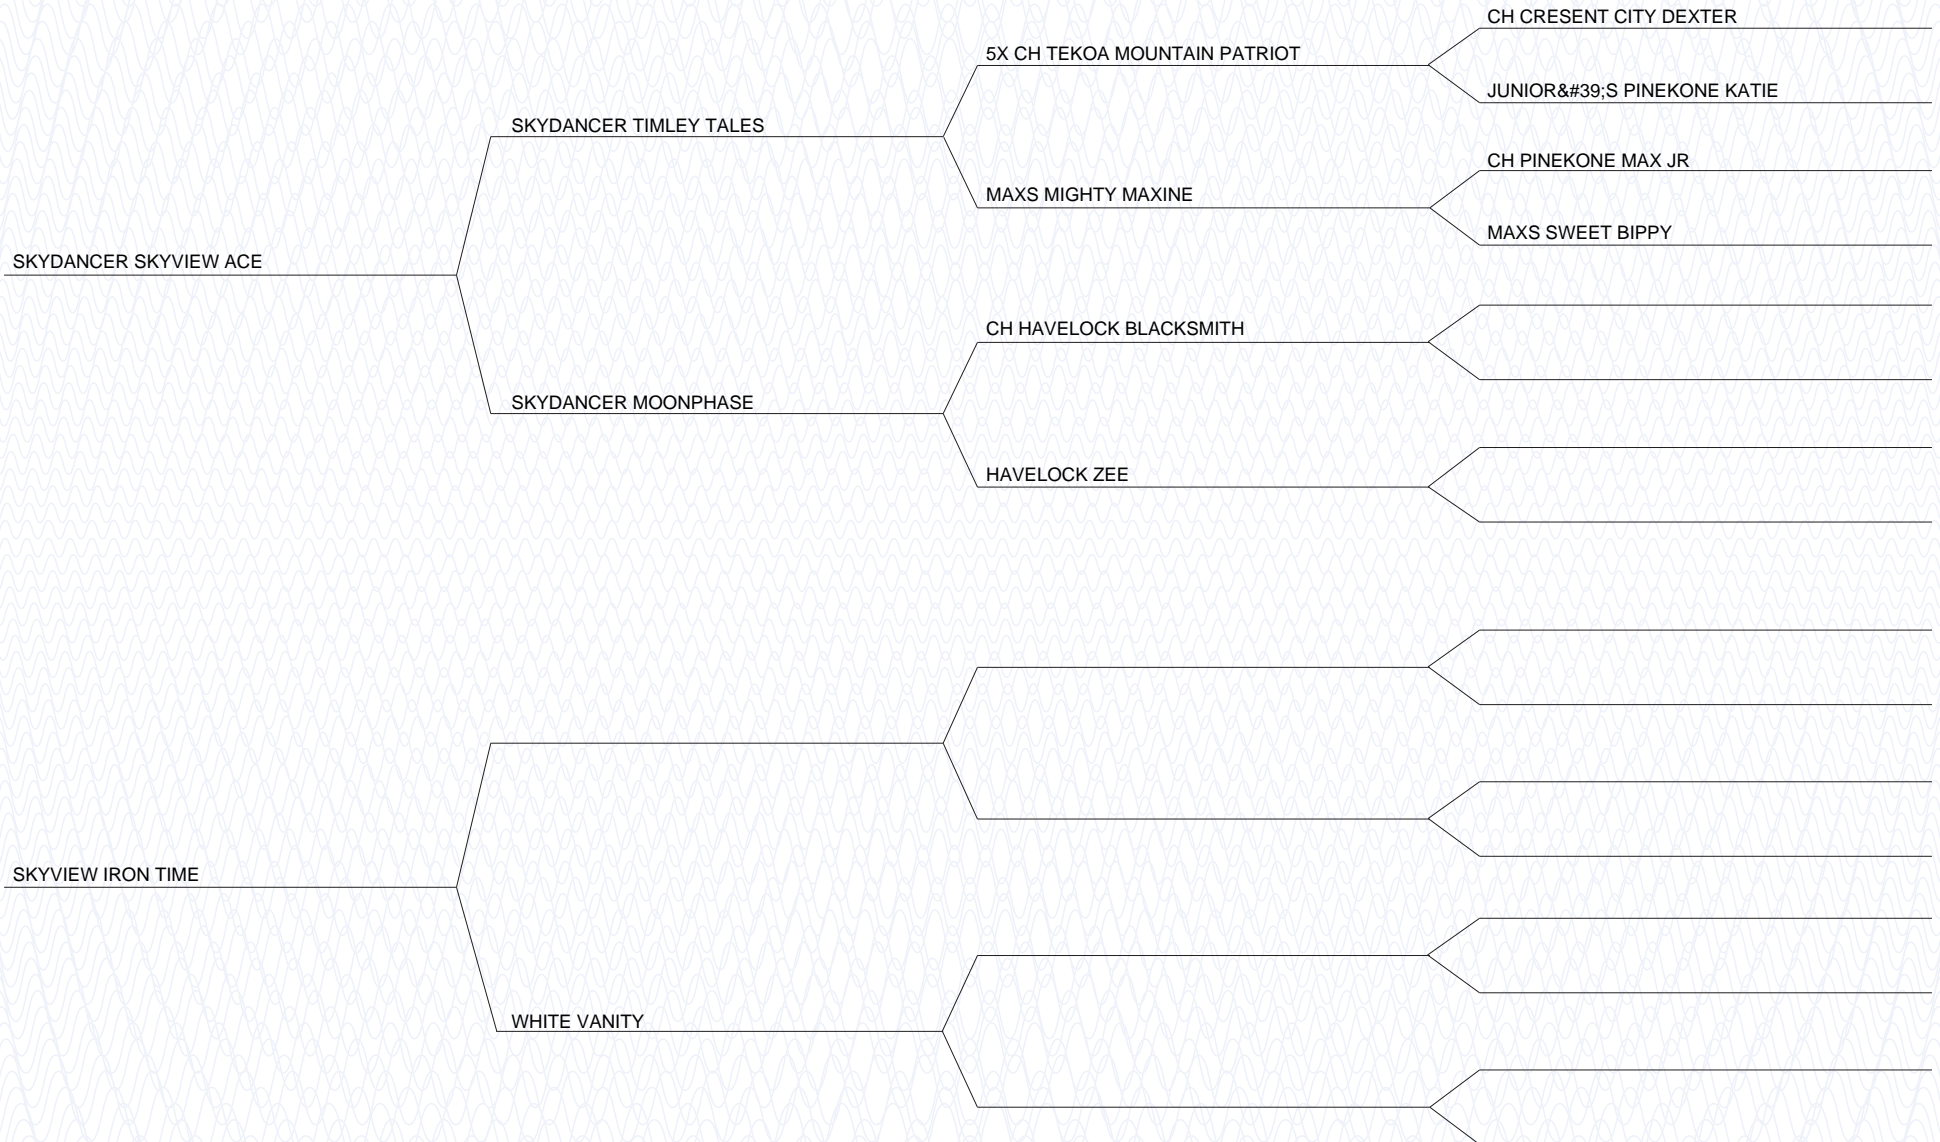 CH CRESENT CITY DEXTER
5X CH TEKOA MOUNTAIN PATRIOT
JUNIOR&#39;S PINEKONE KATIE
SKYDANCER TIMLEY TALES
CH PINEKONE MAX JR
MAXS MIGHTY MAXINE
MAXS SWEET BIPPY
SKYDANCER SKYVIEW ACE
CH HAVELOCK BLACKSMITH
SKYDANCER MOONPHASE
HAVELOCK ZEE
SKYVIEW IRON TIME
WHITE VANITY